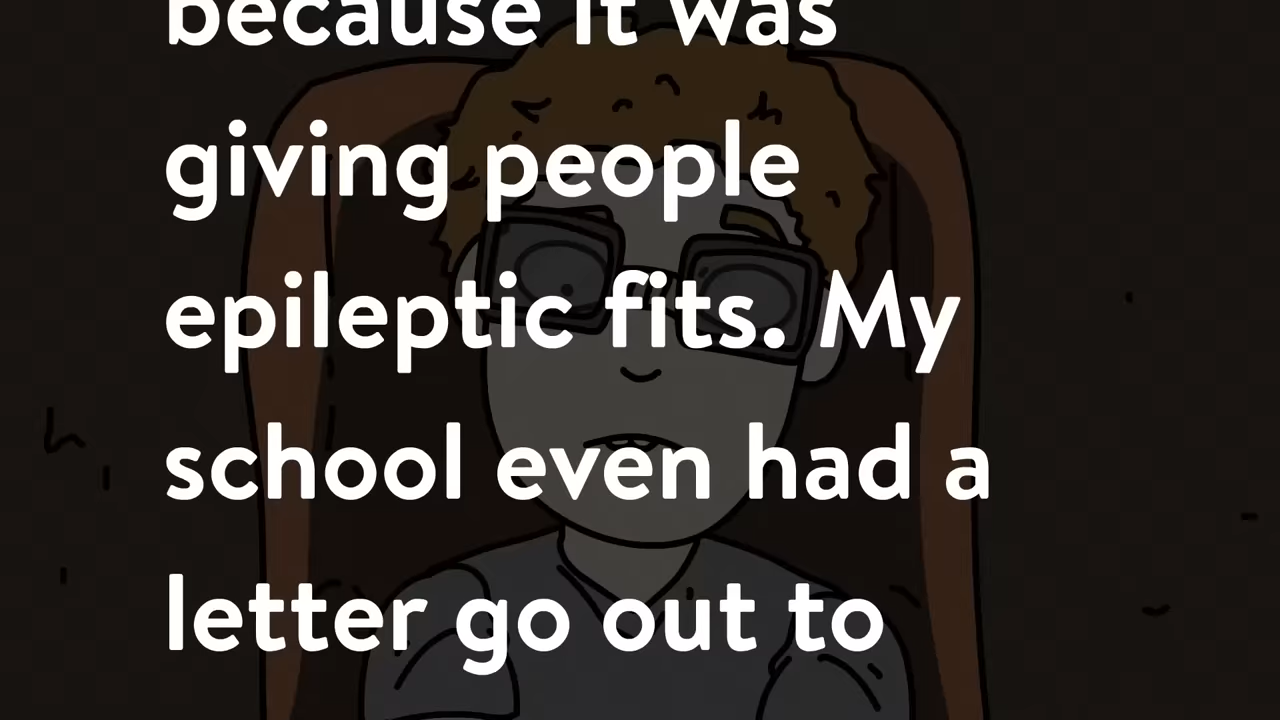 because it was
giving people
epileptic fits. My
school even had a
letter go out to